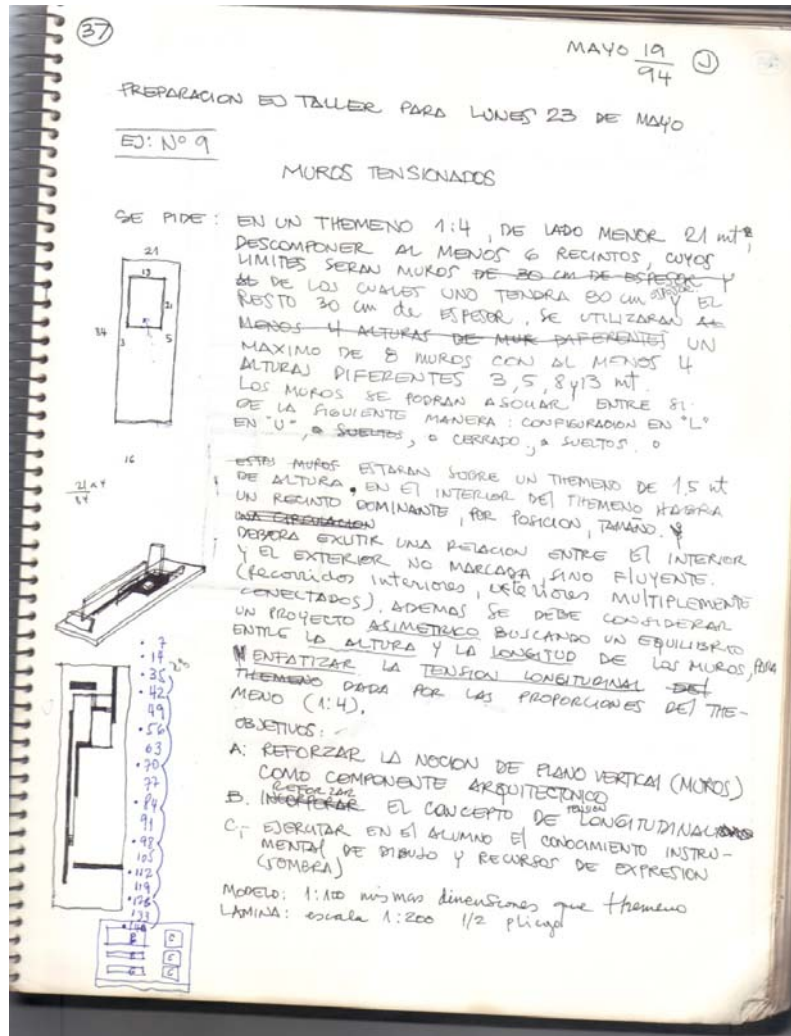 37
MAYO 19
94
J
PREPARACION EN TALLER PARA LUNES 23 DE MAYO
EJ: Nº 9
MUROS TENSIONADOS
SE PIDE: EN UN THEMENO 1:4, DE LADO MENOR 21 mt,
DESCOMPONER AL MENOS 6 RECINTOS, CUYOS
LIMITES SERAN MUROS DE 30 CM DE ESPESOR Y
DE LOS CUALES UNO TENDRA 80 cm espesor Y EL
RESTO 30 cm de ESPESOR, SE UTILIZARAN AL
MENOS 4 ALTURAS DE MUR DIFERENTES UN
MAXIMO DE 8 MUROS CON AL MENOS 4
ALTURAS DIFERENTES 3, 5, 8 y 13 mt.
LOS MUROS SE PODRAN ASOCIAR ENTRE SI
DE LA SIGUIENTE MANERA: CONFIGURACION EN "L"
EN "U", O SUELTOS, O CERRADO, O SUELTOS. O
21
13
21
84
3
5
16
21 x 4
84
ESTOS MUROS ESTARAN SOBRE UN THEMENO DE 1,5 mt
DE ALTURA, EN EL INTERIOR DEL THEMENO HABRA
UN RECINTO DOMINANTE, POR POSICION, TAMAÑO. Y
UNA CIRCULACION
DEBERA EXISTIR UNA RELACION ENTRE EL INTERIOR
Y EL EXTERIOR NO MARCADA, SINO FLUYENTE.
(Recorridos interiores, exteriores MULTIPLEMENTE
CONECTADOS). ADEMAS SE DEBE CONSIDERAR
UN PROYECTO ASIMETRICO BUSCANDO UN EQUILIBRIO
ENTRE LA ALTURA Y LA LONGITUD DE LOS MUROS, PARA
Y ENFATIZAR LA TENSION LONGITUDINAL DEL
THEMENO DADA POR LAS PROPORCIONES DEL THE-
MENO (1:4).
OBJETIVOS:
A: REFORZAR LA NOCION DE PLANO VERTICAL (MUROS)
COMO COMPONENTE ARQUITECTONICO
REFORZAR
B. INCORPORAR EL CONCEPTO DE TENSION LONGITUDINAL
C,- EJERCITAR EN EL ALUMNO EL CONOCIMIENTO INSTRU-
MENTAL DE DIBUJO Y RECURSOS DE EXPRESION
(SOMBRA)
MODELO: 1:100 mismas dimensiones que themeno
LAMINA: escala 1:200 1/2 pliego
7
14
35
42
49
56
63
70
77
84
91
98
105
112
119
126
133
140
C
C
C